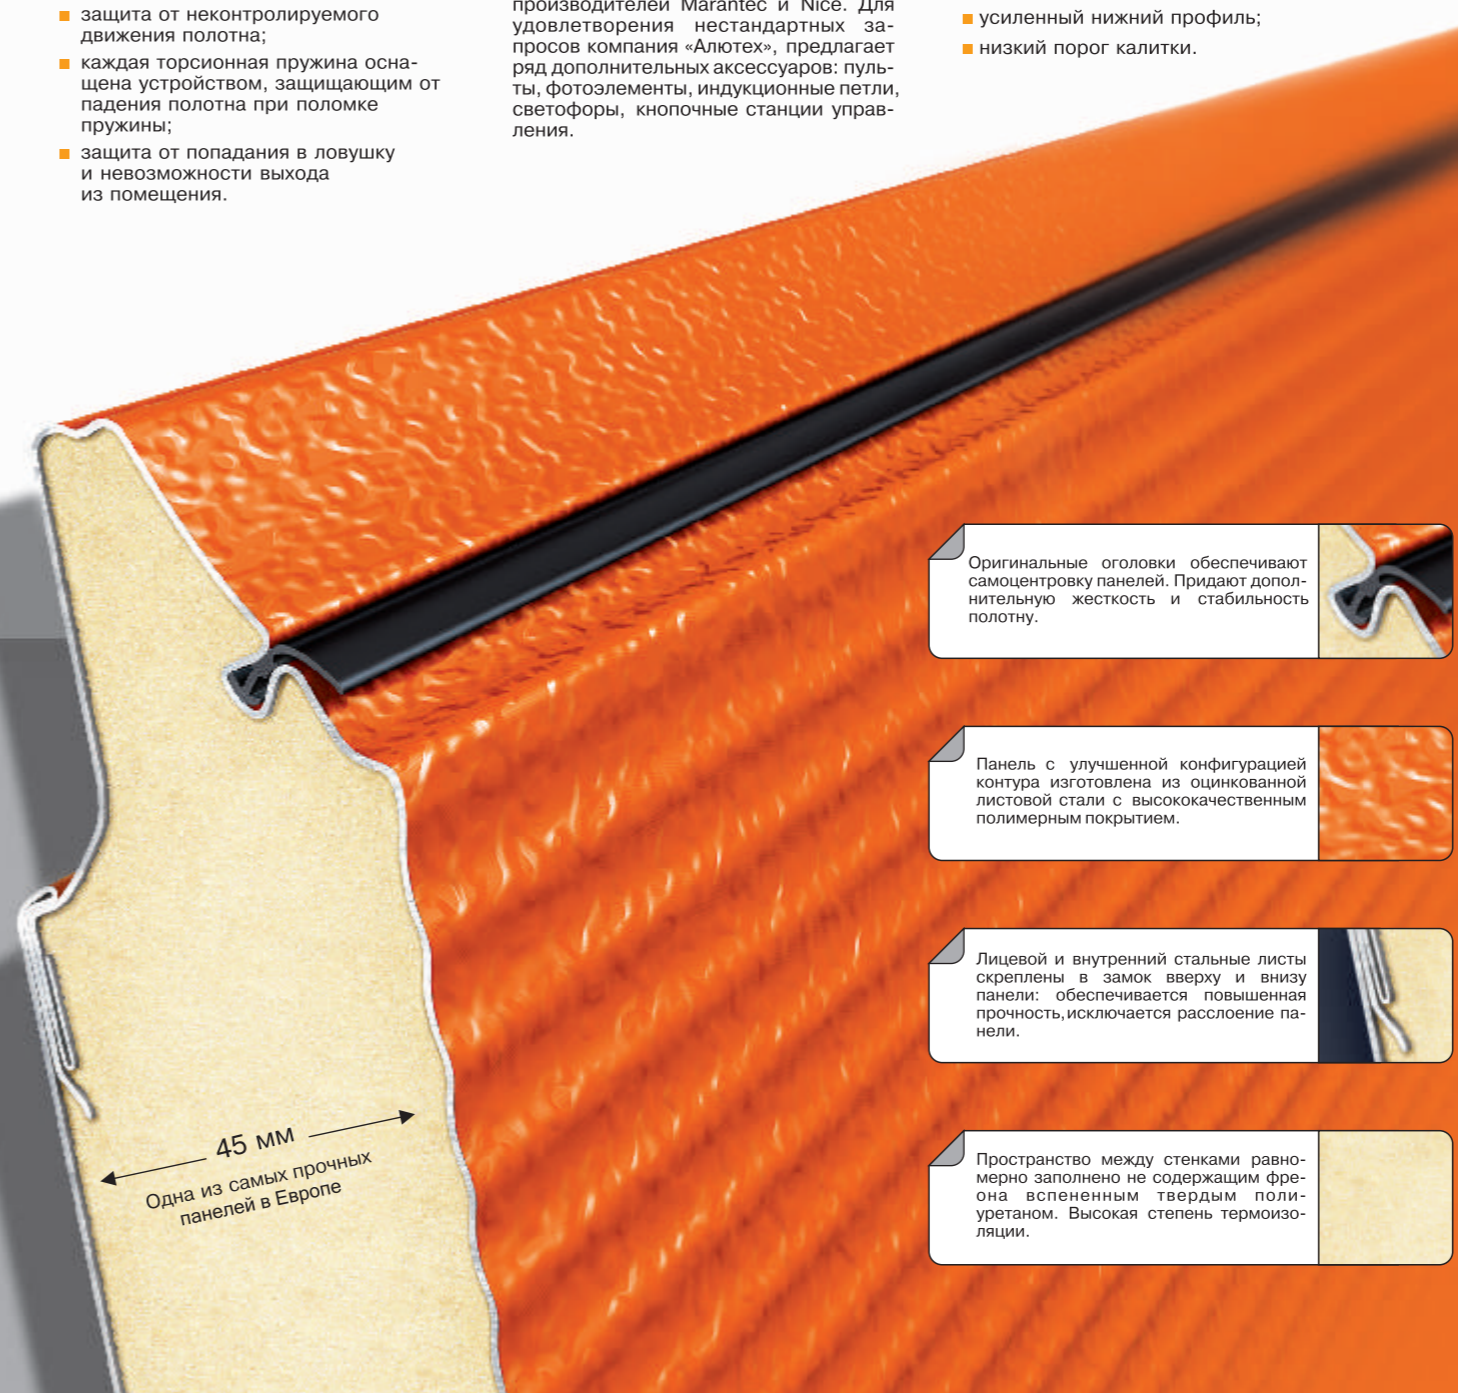 защита от неконтролируемого
движения полотна;
каждая торсионная пружина осна-
щена устройством, защищающим от
падения полотна при поломке
пружины;
защита от попадания в ловушку
и невозможности выхода
из помещения.
производителей Marantec и Nice. Для
удовлетворения нестандартных за-
просов компания «Алютех», предлагает
ряд дополнительных аксессуаров: пуль-
ты, фотоэлементы, индукционные петли,
светофоры, кнопочные станции управ-
ления.
усиленный нижний профиль;
низкий порог калитки.
Оригинальные оголовки обеспечивают
самоцентровку панелей. Придают допол-
нительную жесткость и стабильность
полотну.
Панель с улучшенной конфигурацией
контура изготовлена из оцинкованной
листовой стали с высококачественным
полимерным покрытием.
Лицевой и внутренний стальные листы
скреплены в замок вверху и внизу
панели: обеспечивается повышенная
прочность, исключается расслоение па-
нели.
Пространство между стенками равно-
мерно заполнено не содержащим фре-
она вспененным твердым поли-
уретаном. Высокая степень термоизо-
ляции.
45 мм
Одна из самых прочных
панелей в Европе